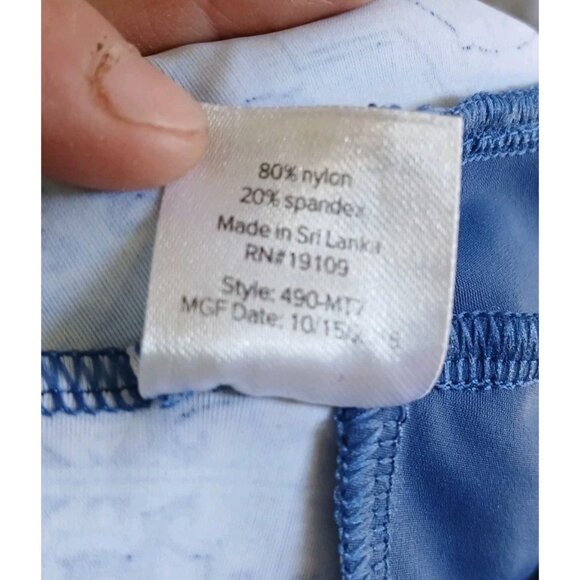 80% nylon
20% spandex
Made in Sri Lanka
RN#19109
Style: 490-MT7
MGF Date: 10/15/